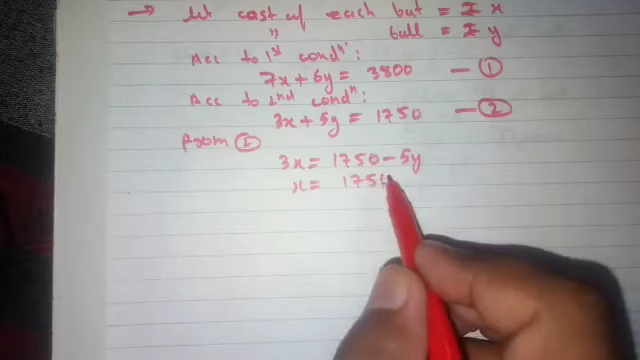 → Let cost of each bat = ₹ x
" ball = ₹ y
Acc to 1st condn:
7x + 6y = 3800 — ①
Acc to 2nd condn:
3x + 5y = 1750 — ②
from ①
3x = 1750 - 5y
x = 1750